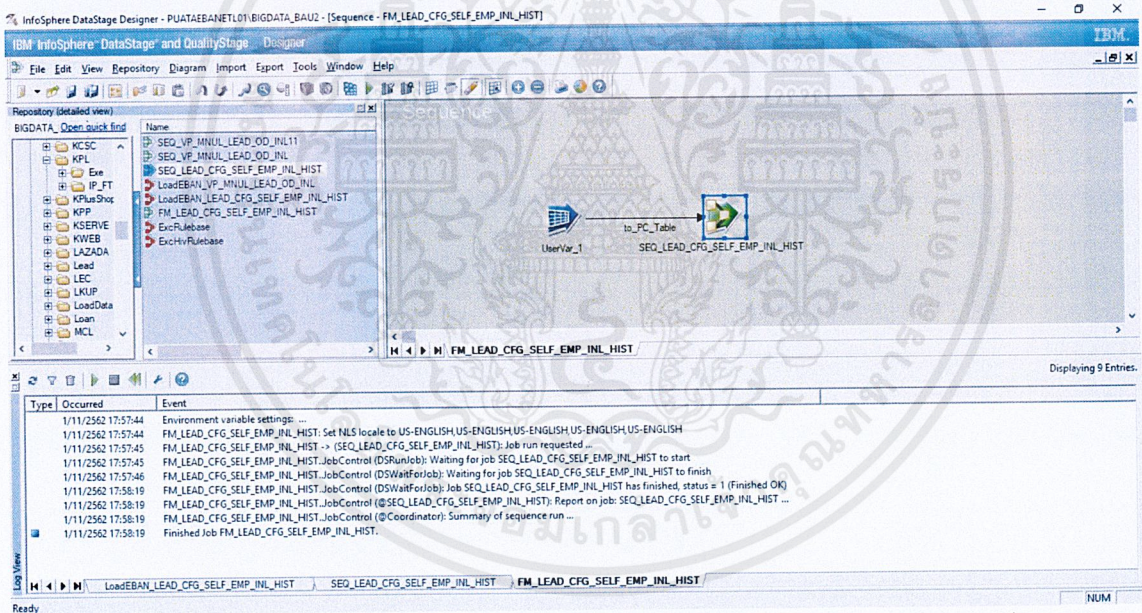 InfoSphere DataStage Designer - PUATAEBANETL01\BIGDATA_BAU2 - [Sequence - FM_LEAD_CFG_SELF_EMP_INL_HIST]
IBM InfoSphere DataStage and QualityStage Designer
IBM.
File Edit View Repository Diagram Import Export Tools Window Help
Repository (detailed view)
BIGDATA_ Open quick find
KCSC
KPL
Exe
IP_FT
KPlusShop
KPP
KSERVE
KWEB
LAZADA
Lead
LEC
LKUP
LoadData
Loan
MCL
Name
SEQ_VP_MNUL_LEAD_OD_INL11
SEQ_VP_MNUL_LEAD_OD_INL
SEQ_LEAD_CFG_SELF_EMP_INL_HIST
LoadEBAN_VP_MNUL_LEAD_OD_INL
LoadEBAN_LEAD_CFG_SELF_EMP_INL_HIST
FM_LEAD_CFG_SELF_EMP_INL_HIST
ExcRulebase
ExcHivRulebase
Sequence
UserVar_1
to_PC_Table
SEQ_LEAD_CFG_SELF_EMP_INL_HIST
FM_LEAD_CFG_SELF_EMP_INL_HIST
Displaying 9 Entries.
Type Occurred Event
1/11/2562 17:57:44 Environment variable settings: ...
1/11/2562 17:57:44 FM_LEAD_CFG_SELF_EMP_INL_HIST: Set NLS locale to US-ENGLISH,US-ENGLISH,US-ENGLISH,US-ENGLISH,US-ENGLISH
1/11/2562 17:57:45 FM_LEAD_CFG_SELF_EMP_INL_HIST -> (SEQ_LEAD_CFG_SELF_EMP_INL_HIST): Job run requested ...
1/11/2562 17:57:45 FM_LEAD_CFG_SELF_EMP_INL_HIST..JobControl (DSRunJob): Waiting for job SEQ_LEAD_CFG_SELF_EMP_INL_HIST to start
1/11/2562 17:57:46 FM_LEAD_CFG_SELF_EMP_INL_HIST..JobControl (DSWaitForJob): Waiting for job SEQ_LEAD_CFG_SELF_EMP_INL_HIST to finish
1/11/2562 17:58:19 FM_LEAD_CFG_SELF_EMP_INL_HIST..JobControl (DSWaitForJob): Job SEQ_LEAD_CFG_SELF_EMP_INL_HIST has finished, status = 1 (Finished OK)
1/11/2562 17:58:19 FM_LEAD_CFG_SELF_EMP_INL_HIST..JobControl (@SEQ_LEAD_CFG_SELF_EMP_INL_HIST): Report on job: SEQ_LEAD_CFG_SELF_EMP_INL_HIST ...
1/11/2562 17:58:19 FM_LEAD_CFG_SELF_EMP_INL_HIST..JobControl (@Coordinator): Summary of sequence run ...
1/11/2562 17:58:19 Finished Job FM_LEAD_CFG_SELF_EMP_INL_HIST.
Log View
LoadEBAN_LEAD_CFG_SELF_EMP_INL_HIST SEQ_LEAD_CFG_SELF_EMP_INL_HIST FM_LEAD_CFG_SELF_EMP_INL_HIST
Ready
NUM